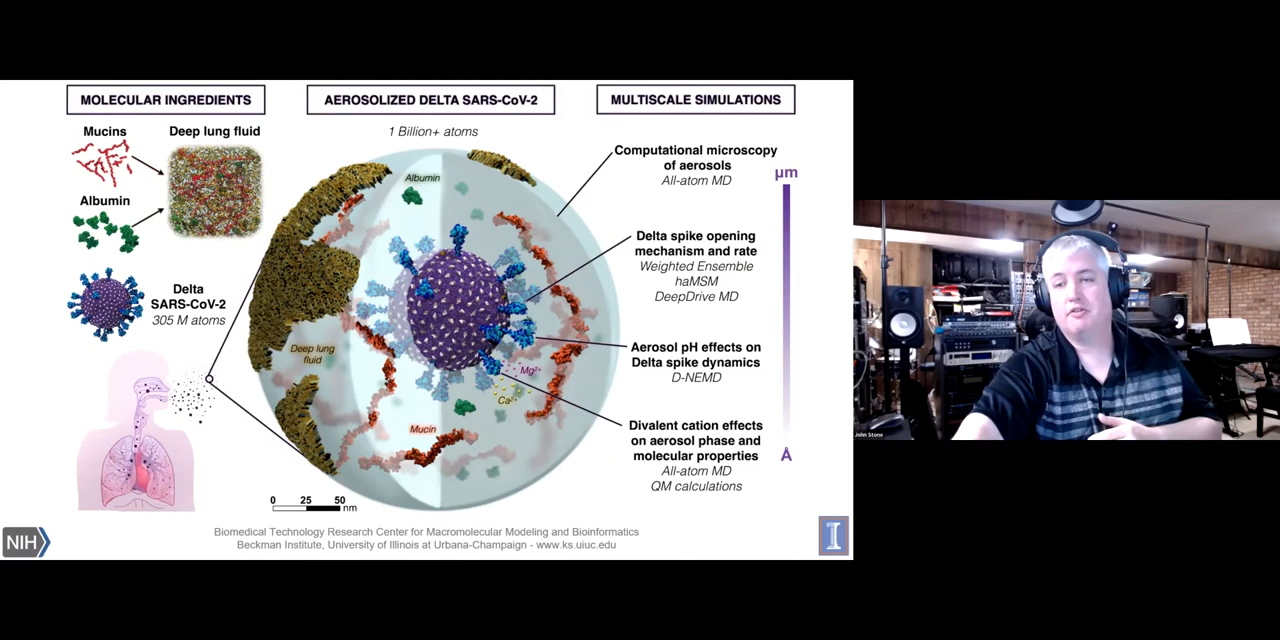 MOLECULAR INGREDIENTS
Mucins
Deep lung fluid
Albumin
Delta
SARS-CoV-2
305 M atoms
AEROSOLIZED DELTA SARS-CoV-2
1 Billion+ atoms
Albumin
Deep lung
fluid
Mg²⁺
Ca²⁺
Mucin
0 25 50
nm
MULTISCALE SIMULATIONS
Computational microscopy
of aerosols
All-atom MD
Delta spike opening
mechanism and rate
Weighted Ensemble
haMSM
DeepDrive MD
Aerosol pH effects on
Delta spike dynamics
D-NEMD
Divalent cation effects
on aerosol phase and
molecular properties
All-atom MD
QM calculations
μm
Å
NIH
Biomedical Technology Research Center for Macromolecular Modeling and Bioinformatics
Beckman Institute, University of Illinois at Urbana-Champaign - www.ks.uiuc.edu
I
John Stone